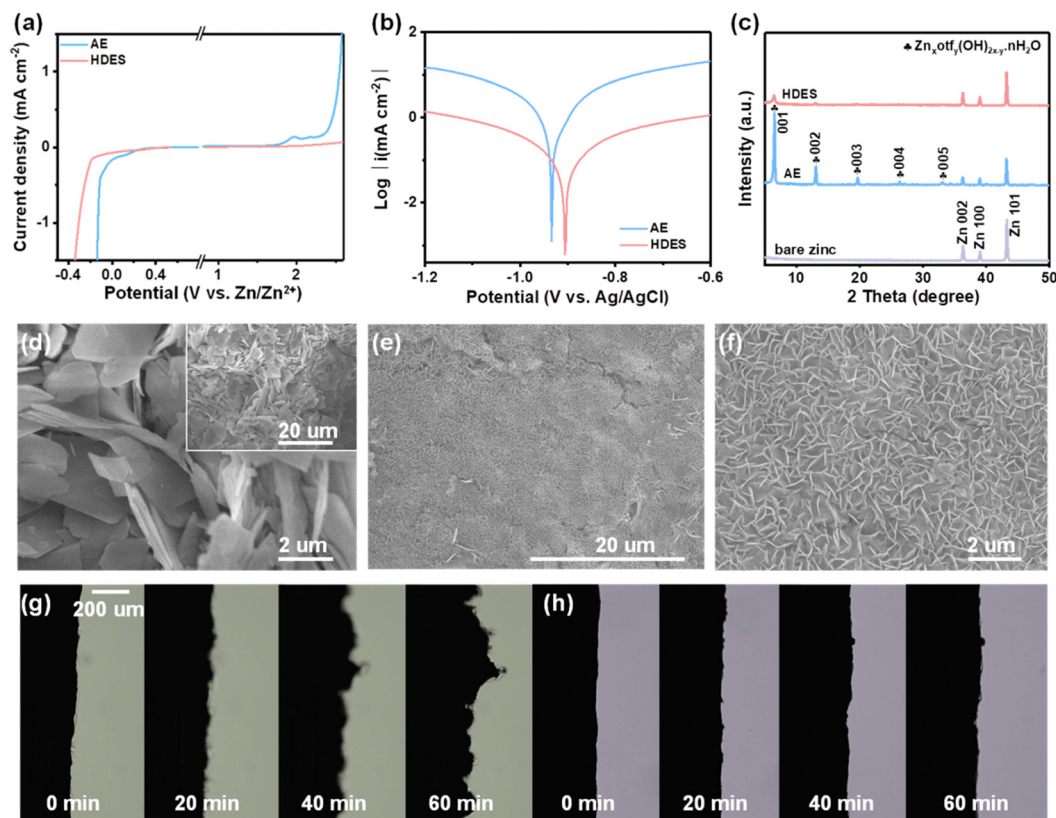 (a)
AE
HDES
Current density (mA cm⁻²)
1
0
-1
-0.4
0.0
0.4
2
Potential (V vs. Zn/Zn²⁺)
(b)
2
0
-2
Log | i(mA cm⁻²) |
AE
HDES
-1.2
-1.0
-0.8
-0.6
Potential (V vs. Ag/AgCl)
(c)
♣ Znₓotfᵧ(OH)₂ₓ₋ᵧ.nH₂O
Intensity (a.u.)
HDES
♣
001
♣002
♣003
♣004
♣005
AE
Zn 002
Zn 100
Zn 101
bare zinc
10
20
30
40
50
2 Theta (degree)
(d)
20 um
2 um
(e)
20 um
(f)
2 um
(g)
200 um
0 min
20 min
40 min
60 min
(h)
0 min
20 min
40 min
60 min